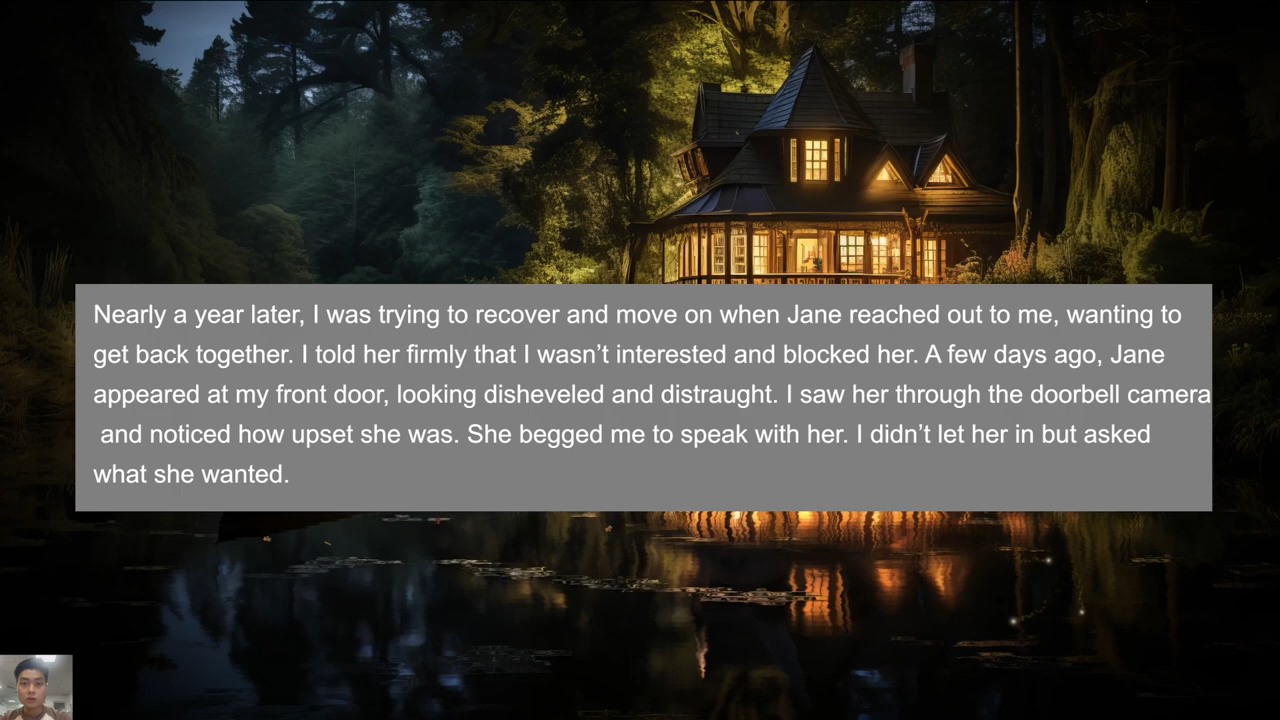 Nearly a year later, I was trying to recover and move on when Jane reached out to me, wanting to
get back together. I told her firmly that I wasn’t interested and blocked her. A few days ago, Jane
appeared at my front door, looking disheveled and distraught. I saw her through the doorbell camera
and noticed how upset she was. She begged me to speak with her. I didn’t let her in but asked
what she wanted.